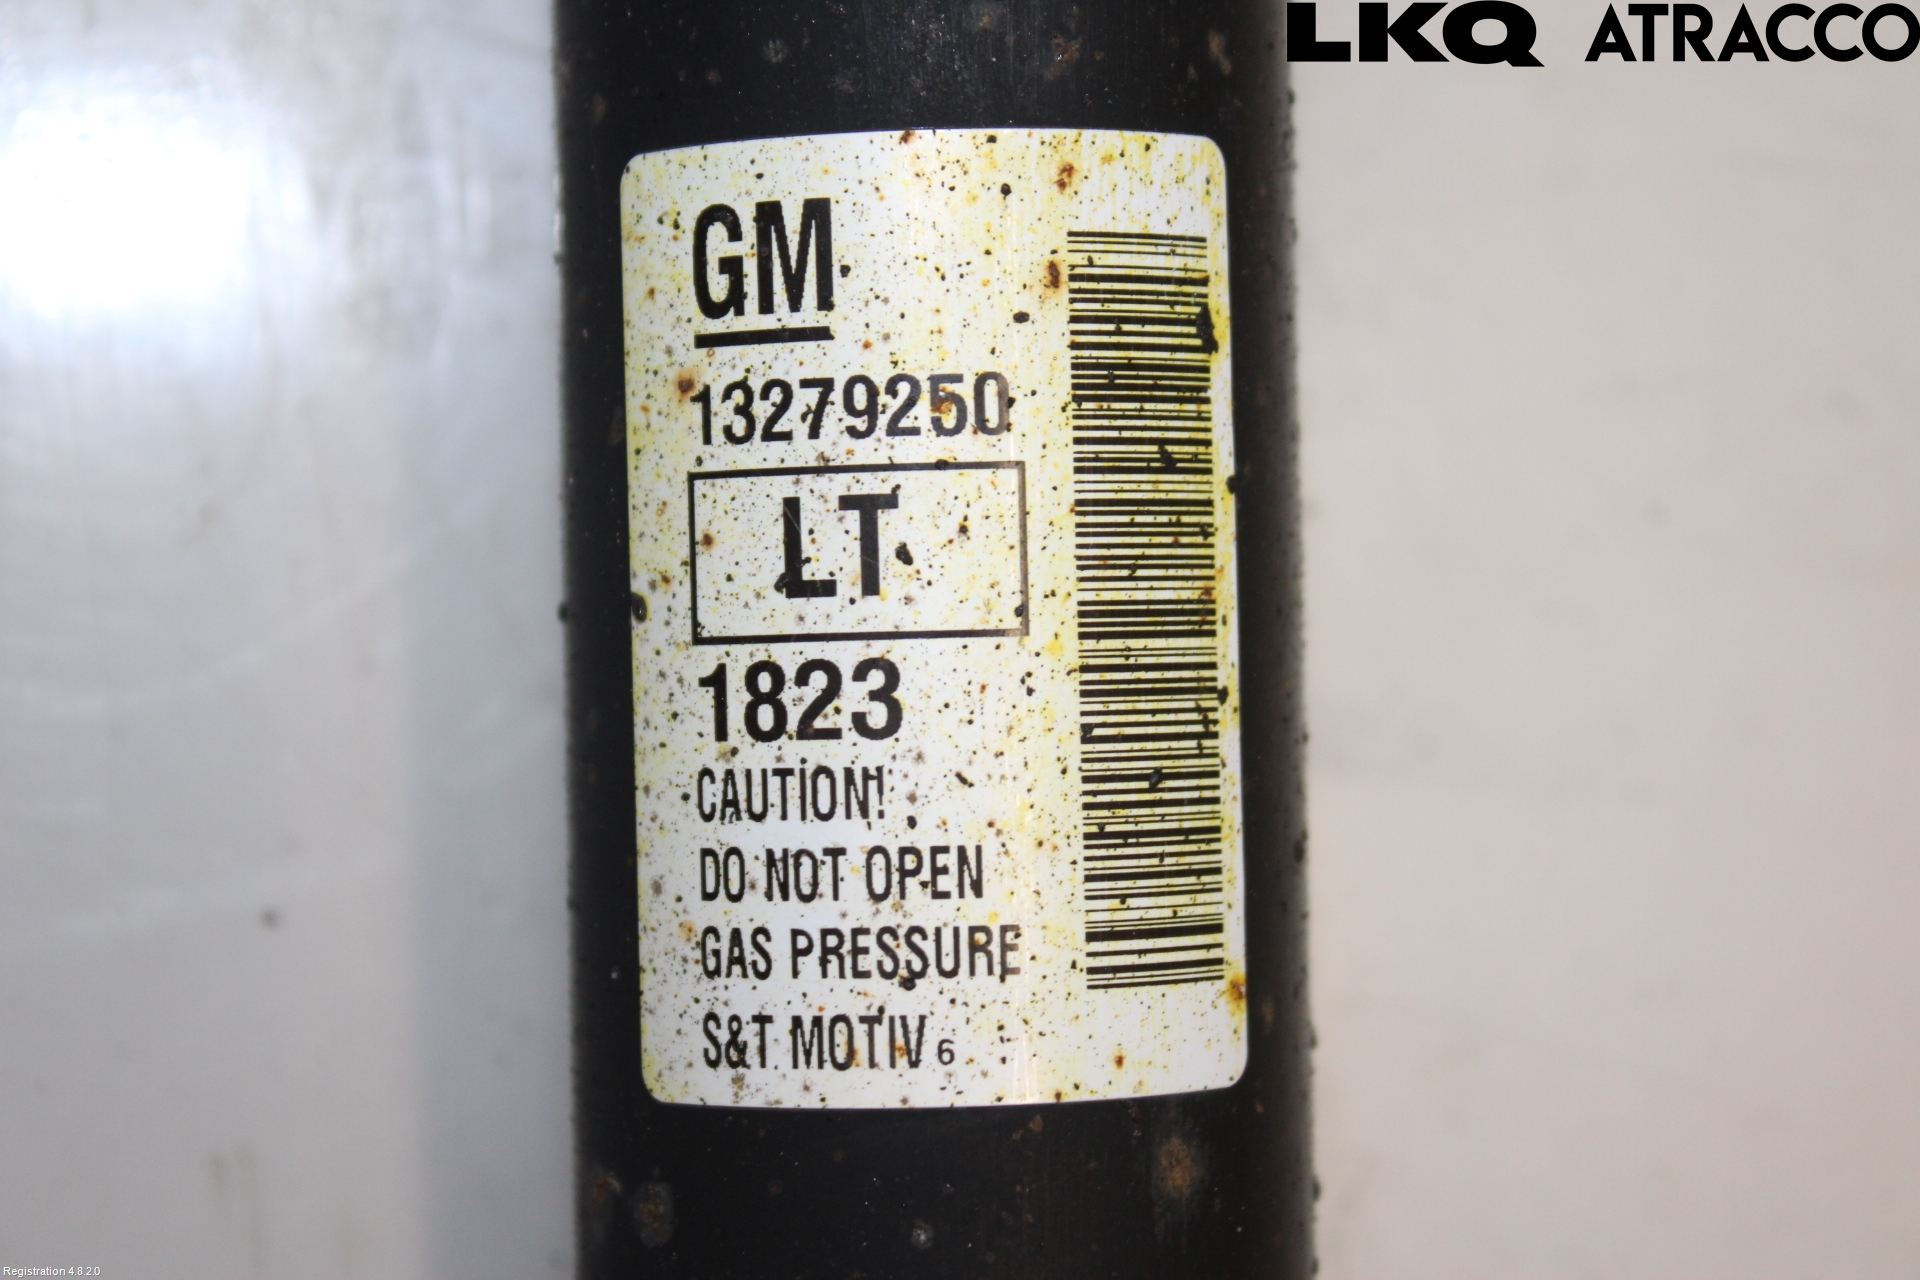 LKQ ATRACCO
GM
13279250
LT
1823
CAUTION!
DO NOT OPEN
GAS PRESSURE
S&T MOTIV 6
Registration 4.8.2.0